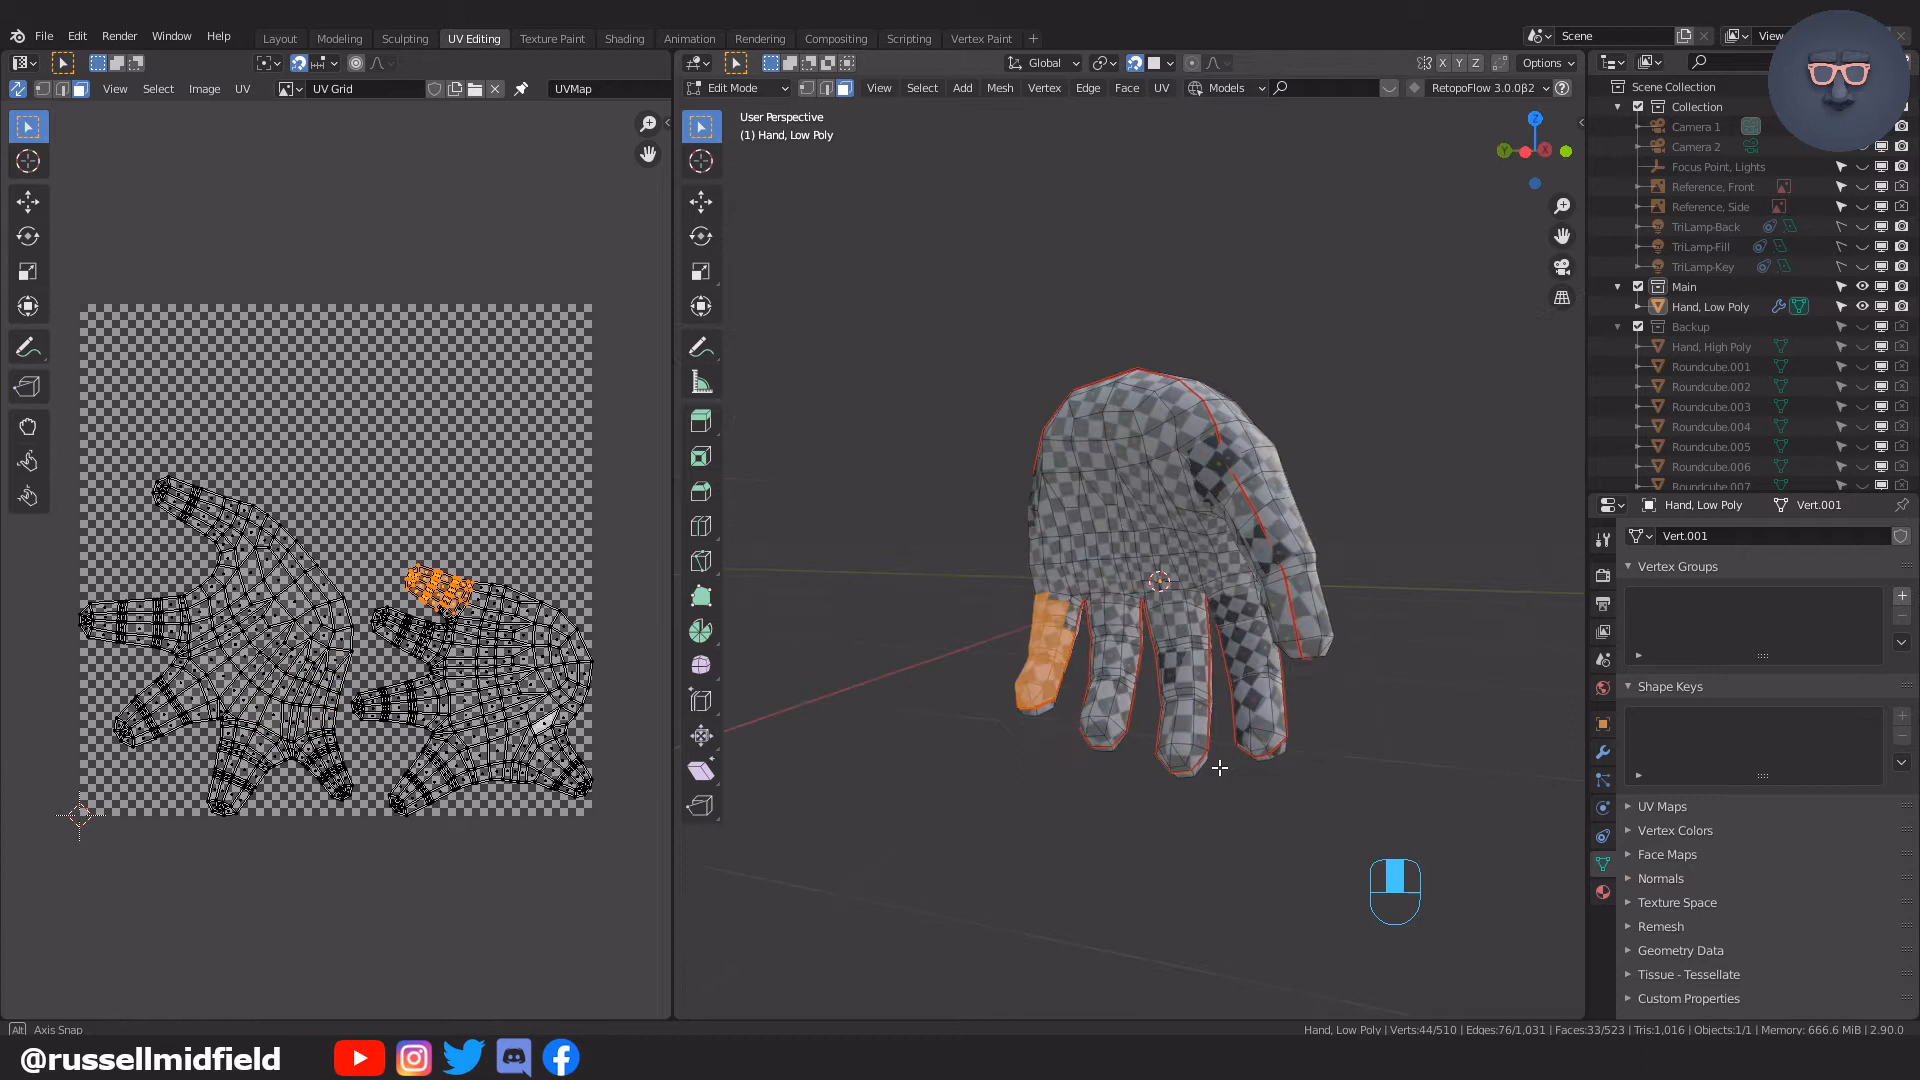 File Edit Render Window Help Layout Modeling Sculpting UV Editing Texture Paint Shading Animation Rendering Compositing Scripting Vertex Paint + Scene View
Global X Y Z Options
View Select Image UV UV Grid UVMap Edit Mode View Select Add Mesh Vertex Edge Face UV Models RetopoFlow 3.0.0β2
User Perspective
(1) Hand, Low Poly
Z
Y X
Scene Collection
Collection
Camera 1
Camera 2
Focus Point, Lights
Reference, Front
Reference, Side
TriLamp-Back
TriLamp-Fill
TriLamp-Key
Main
Hand, Low Poly
Backup
Hand, High Poly
Roundcube.001
Roundcube.002
Roundcube.003
Roundcube.004
Roundcube.005
Roundcube.006
Roundcube.007
Hand, Low Poly Vert.001
Vert.001
Vertex Groups
Shape Keys
UV Maps
Vertex Colors
Face Maps
Normals
Texture Space
Remesh
Geometry Data
Tissue - Tessellate
Custom Properties
Alt Axis Snap
Hand, Low Poly | Verts:44/510 | Edges:76/1,031 | Faces:33/523 | Tris:1,016 | Objects:1/1 | Memory: 666.6 MiB | 2.90.0
@russellmidfield